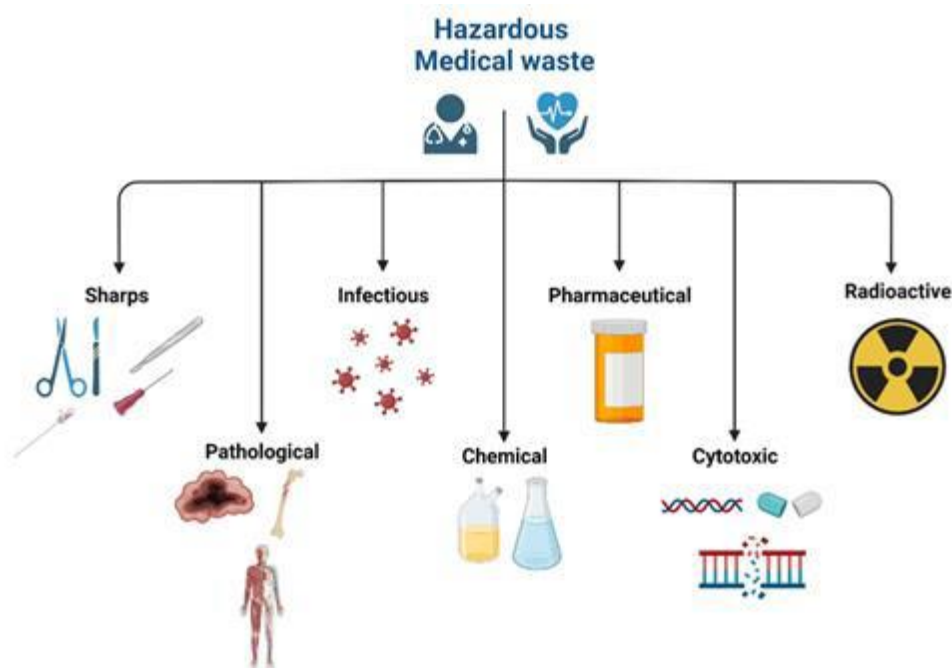 Hazardous
Medical waste
Sharps
Infectious
Pharmaceutical
Radioactive
Pathological
Chemical
Cytotoxic